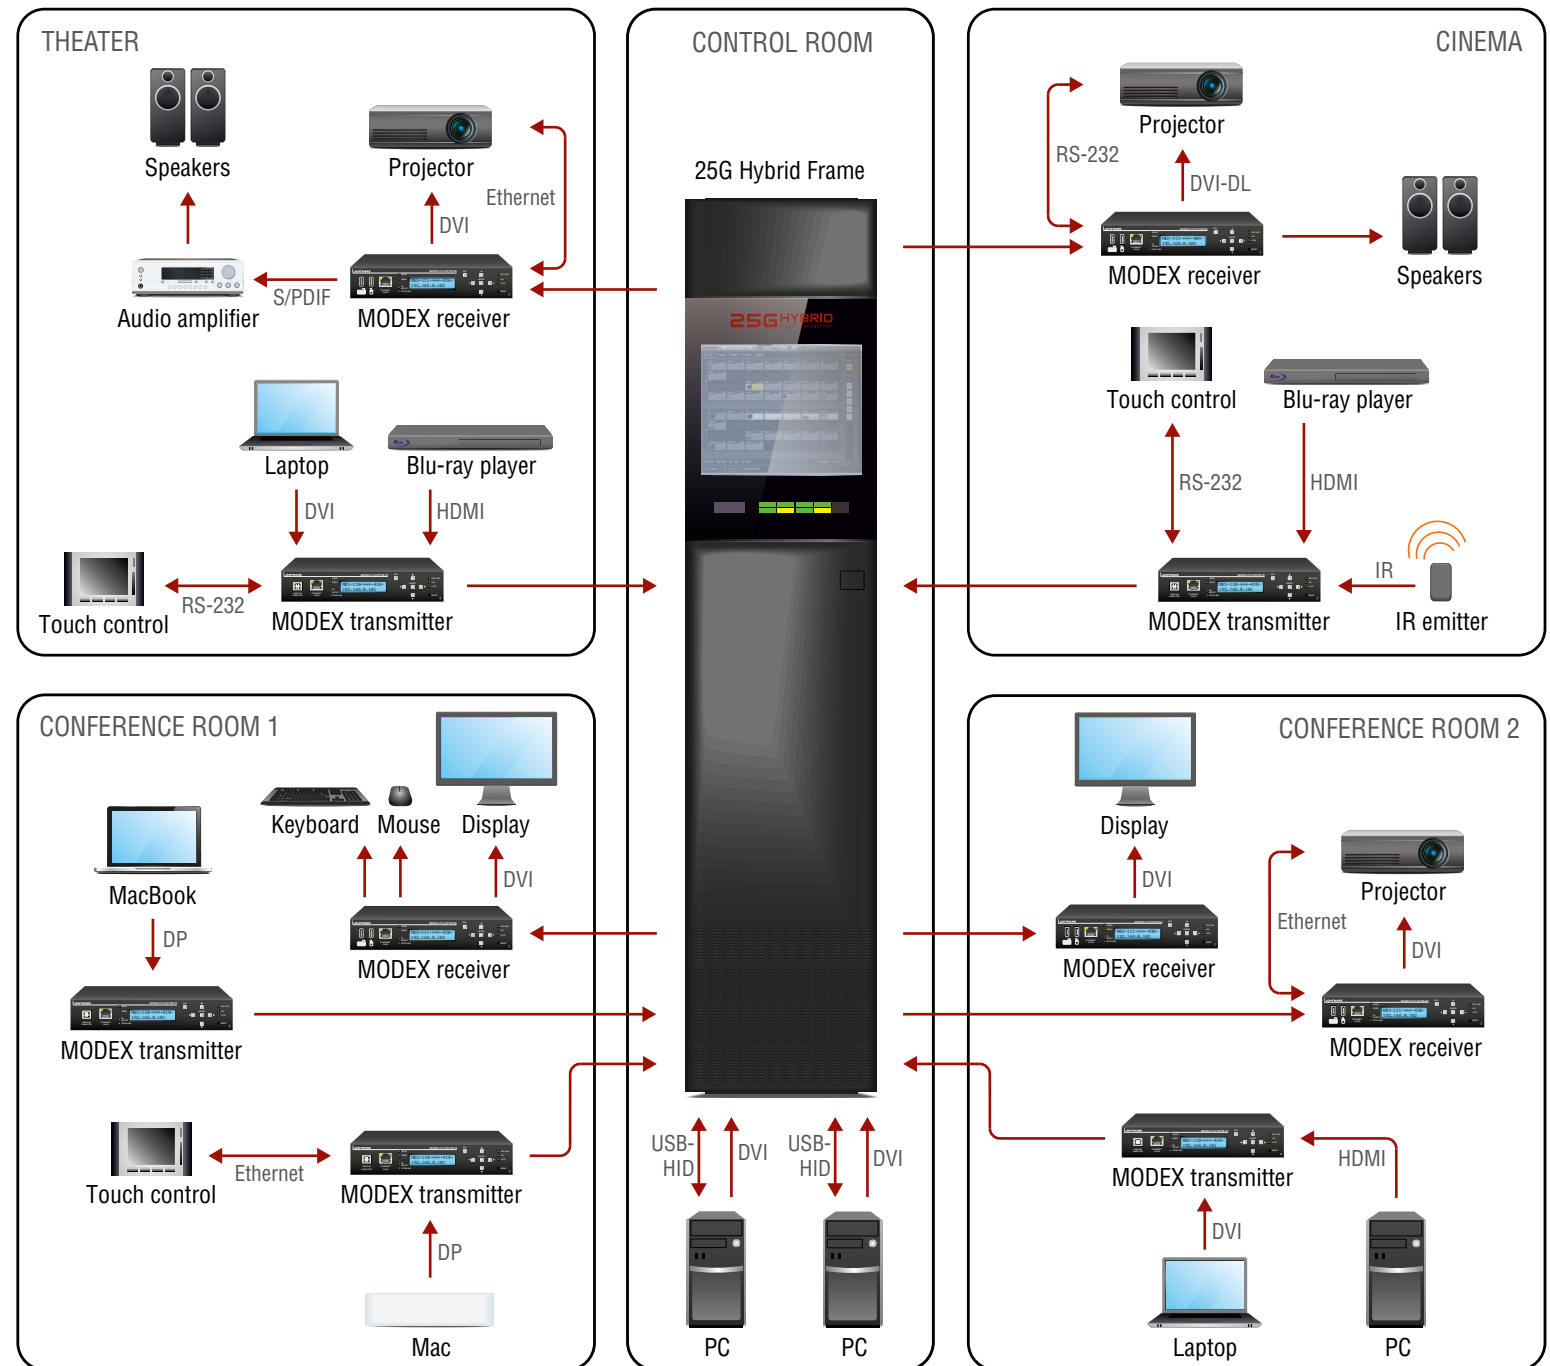 THEATER
Speakers
Projector
Ethernet
DVI
S/PDIF
Audio amplifier
MODEX receiver
Laptop
Blu-ray player
DVI
HDMI
RS-232
Touch control
MODEX transmitter
CONTROL ROOM
25G Hybrid Frame
25G HYBRID
USB-
HID
DVI
USB-
HID
DVI
PC
PC
CINEMA
Projector
RS-232
DVI-DL
MODEX receiver
Speakers
Touch control
Blu-ray player
RS-232
HDMI
IR
MODEX transmitter
IR emitter
CONFERENCE ROOM 1
Keyboard
Mouse
Display
MacBook
DVI
DP
MODEX receiver
MODEX transmitter
Touch control
Ethernet
MODEX transmitter
DP
Mac
CONFERENCE ROOM 2
Display
DVI
Projector
Ethernet
DVI
MODEX receiver
MODEX receiver
HDMI
MODEX transmitter
DVI
Laptop
PC